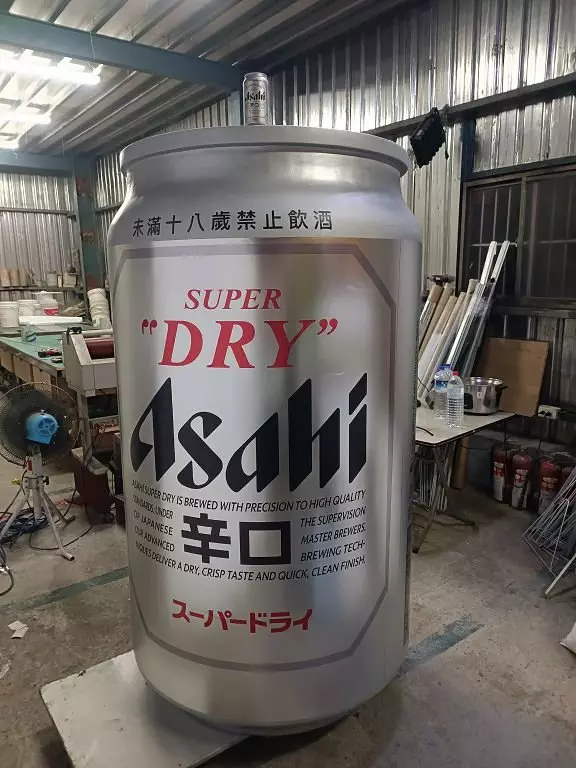 Asahi
未滿十八歲禁止飲酒
SUPER
"DRY"
Asahi
ASAHI SUPER DRY IS BREWED WITH PRECISION TO HIGH QUALITY
STANDARDS UNDER THE SUPERVISION
OF JAPANESE MASTER BREWERS.
OUR ADVANCED BREWING TECH-
NIQUES DELIVER A DRY, CRISP TASTE AND QUICK, CLEAN FINISH.
辛口
スーパードライ